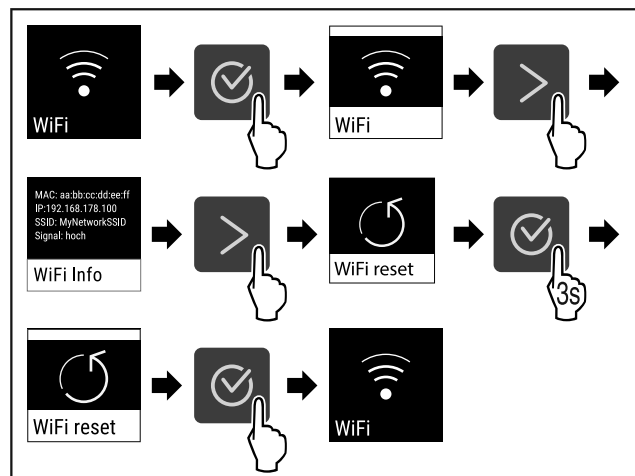 WiFi
WiFi
MAC: aa:bb:cc:dd:ee:ff
IP:192.168.178.100
SSID: MyNetworkSSID
Signal: hoch
WiFi Info
WiFi reset
3s
WiFi reset
WiFi